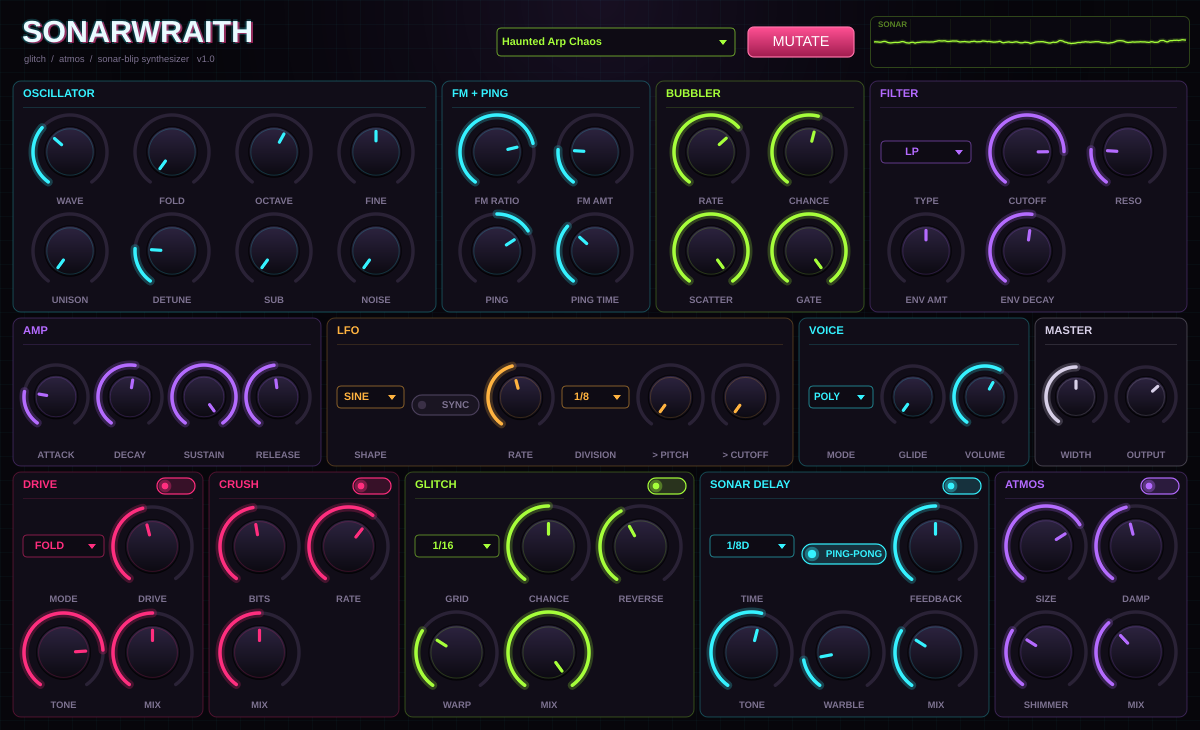 SONARWRAITH
glitch / atmos / sonar-blip synthesizer v1.0
Haunted Arp Chaos
MUTATE
SONAR
OSCILLATOR
WAVE FOLD OCTAVE FINE
UNISON DETUNE SUB NOISE
FM + PING
FM RATIO FM AMT
PING PING TIME
BUBBLER
RATE CHANCE
SCATTER GATE
FILTER
LP
TYPE CUTOFF RESO
ENV AMT ENV DECAY
AMP
ATTACK DECAY SUSTAIN RELEASE
LFO
SINE SYNC 1/8
SHAPE RATE DIVISION > PITCH > CUTOFF
VOICE
POLY
MODE GLIDE VOLUME
MASTER
WIDTH OUTPUT
DRIVE
FOLD
MODE DRIVE
TONE MIX
CRUSH
BITS RATE
MIX
GLITCH
1/16
GRID CHANCE REVERSE
WARP MIX
SONAR DELAY
1/8D PING-PONG
TIME FEEDBACK
TONE WARBLE MIX
ATMOS
SIZE DAMP
SHIMMER MIX